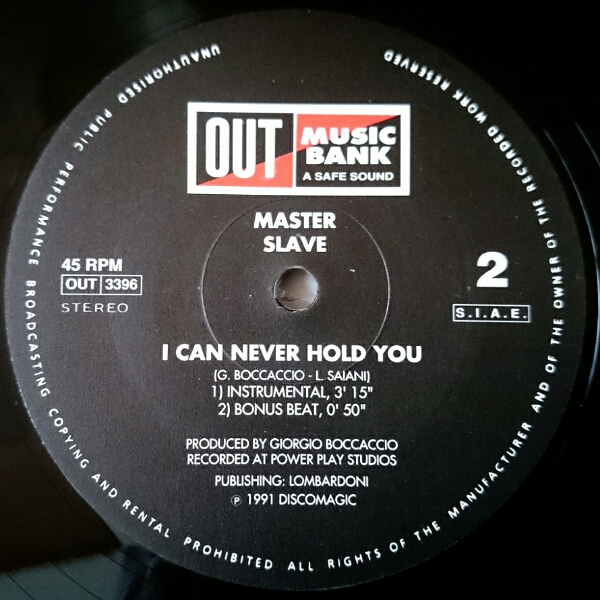 OUT
MUSIC
BANK
A SAFE SOUND
MASTER
SLAVE
45 RPM
OUT 3396
STEREO
2
S.I.A.E.
I CAN NEVER HOLD YOU
(G. BOCCACCIO - L. SAIANI)
1) INSTRUMENTAL, 3' 15"
2) BONUS BEAT, 0' 50"
PRODUCED BY GIORGIO BOCCACCIO
RECORDED AT POWER PLAY STUDIOS
PUBLISHING: LOMBARDONI
℗ 1991 DISCOMAGIC
UNAUTHORISED PUBLIC PERFORMANCE BROADCASTING COPYING AND RENTAL PROHIBITED ALL RIGHTS OF THE MANUFACTURER AND OF THE OWNER OF THE RECORDED WORK RESERVED